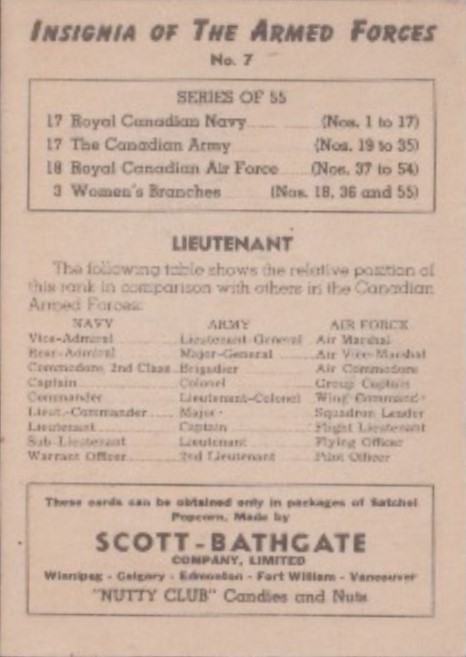 INSIGNIA OF THE ARMED FORCES
No. 7
SERIES OF 55
17 Royal Canadian Navy (Nos. 1 to 17)
17 The Canadian Army (Nos. 19 to 35)
18 Royal Canadian Air Force (Nos. 37 to 54)
3 Women's Branches (Nos. 18, 36 and 55)
LIEUTENANT
The following table shows the relative position of
this rank in comparison with others in the Canadian
Armed Forces:
NAVY ARMY AIR FORCE
Vice-Admiral Lieutenant-General Air Marshal
Rear-Admiral Major-General Air Vice-Marshal
Commodore, 2nd Class Brigadier Air Commodore
Captain Colonel Group Captain
Commander Lieutenant-Colonel Wing Command
Lieut.-Commander Major Squadron Leader
Lieutenant Captain Flight Lieutenant
Sub-Lieutenant Lieutenant Flying Officer
Warrant Officer 2nd Lieutenant Pilot Officer
These cards can be obtained only in packages of Satchel
Popcorn, Made by
SCOTT-BATHGATE
COMPANY, LIMITED
Winnipeg - Calgary - Edmonton - Fort William - Vancouver
"NUTTY CLUB" Candies and Nuts